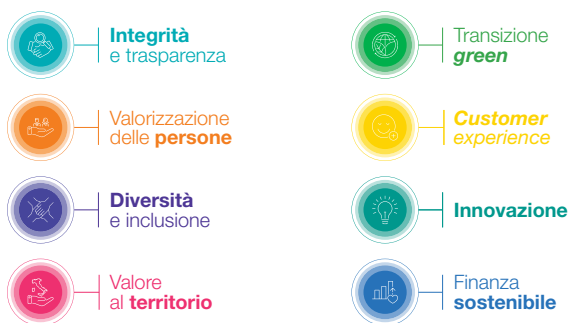 Integrità
e trasparenza
Transizione
green
Valorizzazione
delle persone
Customer
experience
Diversità
e inclusione
Innovazione
Valore
al territorio
Finanza
sostenibile